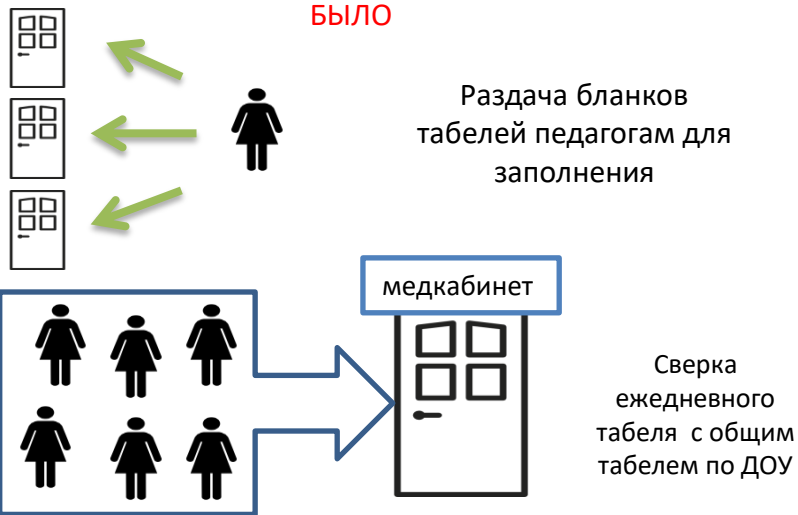 БЫЛО
Раздача бланков
табелей педагогам для
заполнения
медкабинет
Сверка
ежедневного
табеля с общим
табелем по ДОУ